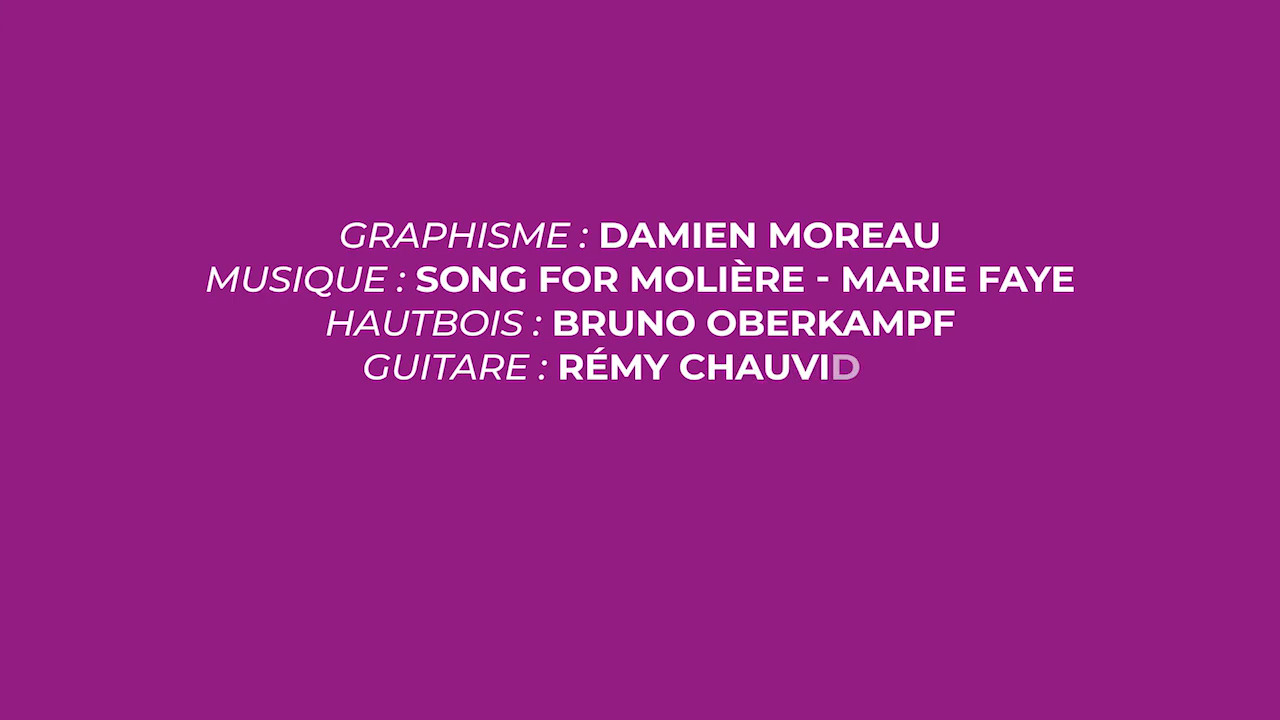 GRAPHISME : DAMIEN MOREAU
MUSIQUE : SONG FOR MOLIÈRE - MARIE FAYE
HAUTBOIS : BRUNO OBERKAMPF
GUITARE : RÉMY CHAUVID